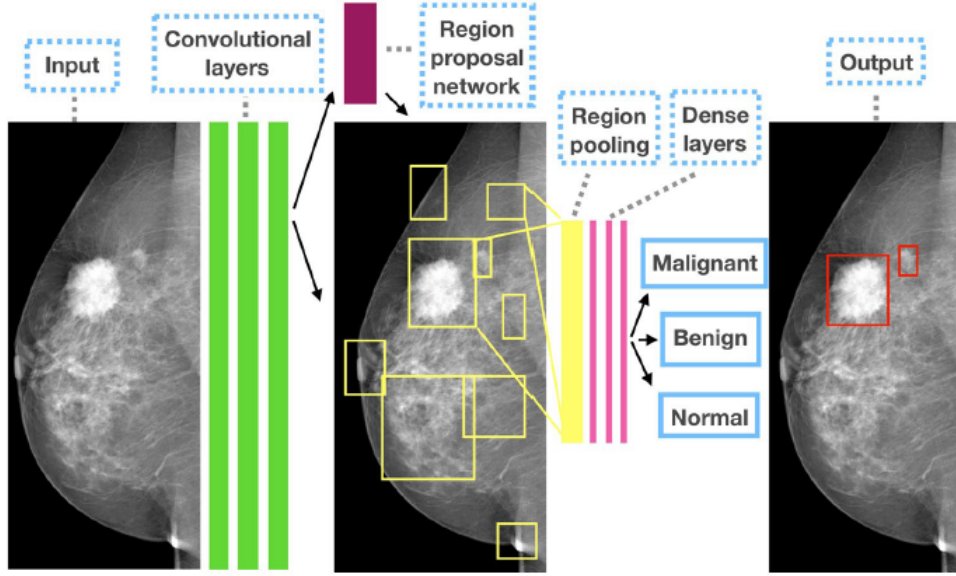 Input
Convolutional
layers
Region
proposal
network
Region
pooling
Dense
layers
Malignant
Benign
Normal
Output